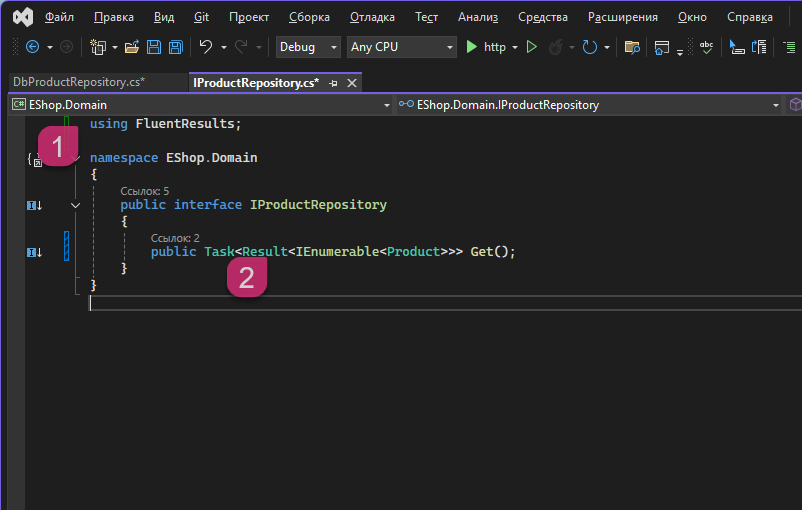 Файл Правка Вид Git Проект Сборка Отладка Тест Анализ Средства Расширения Окно Справка
Debug Any CPU http abc
DbProductRepository.cs* IProductRepository.cs*
C# EShop.Domain EShop.Domain.IProductRepository
using FluentResults;
1
namespace EShop.Domain
{
Ссылок: 5
public interface IProductRepository
{
Ссылок: 2
public Task<Result<IEnumerable<Product>>> Get();
}
2
}